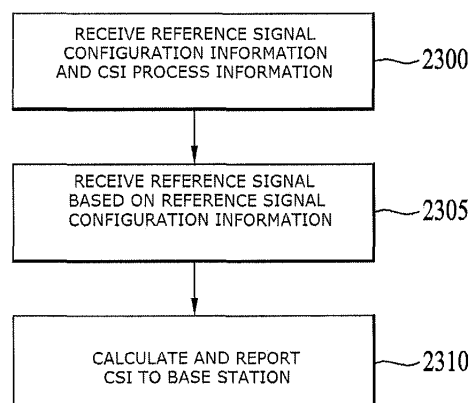 RECEIVE REFERENCE SIGNAL
CONFIGURATION INFORMATION
AND CSI PROCESS INFORMATION
2300
RECEIVE REFERENCE SIGNAL
BASED ON REFERENCE SIGNAL
CONFIGURATION INFORMATION
2305
CALCULATE AND REPORT
CSI TO BASE STATION
2310